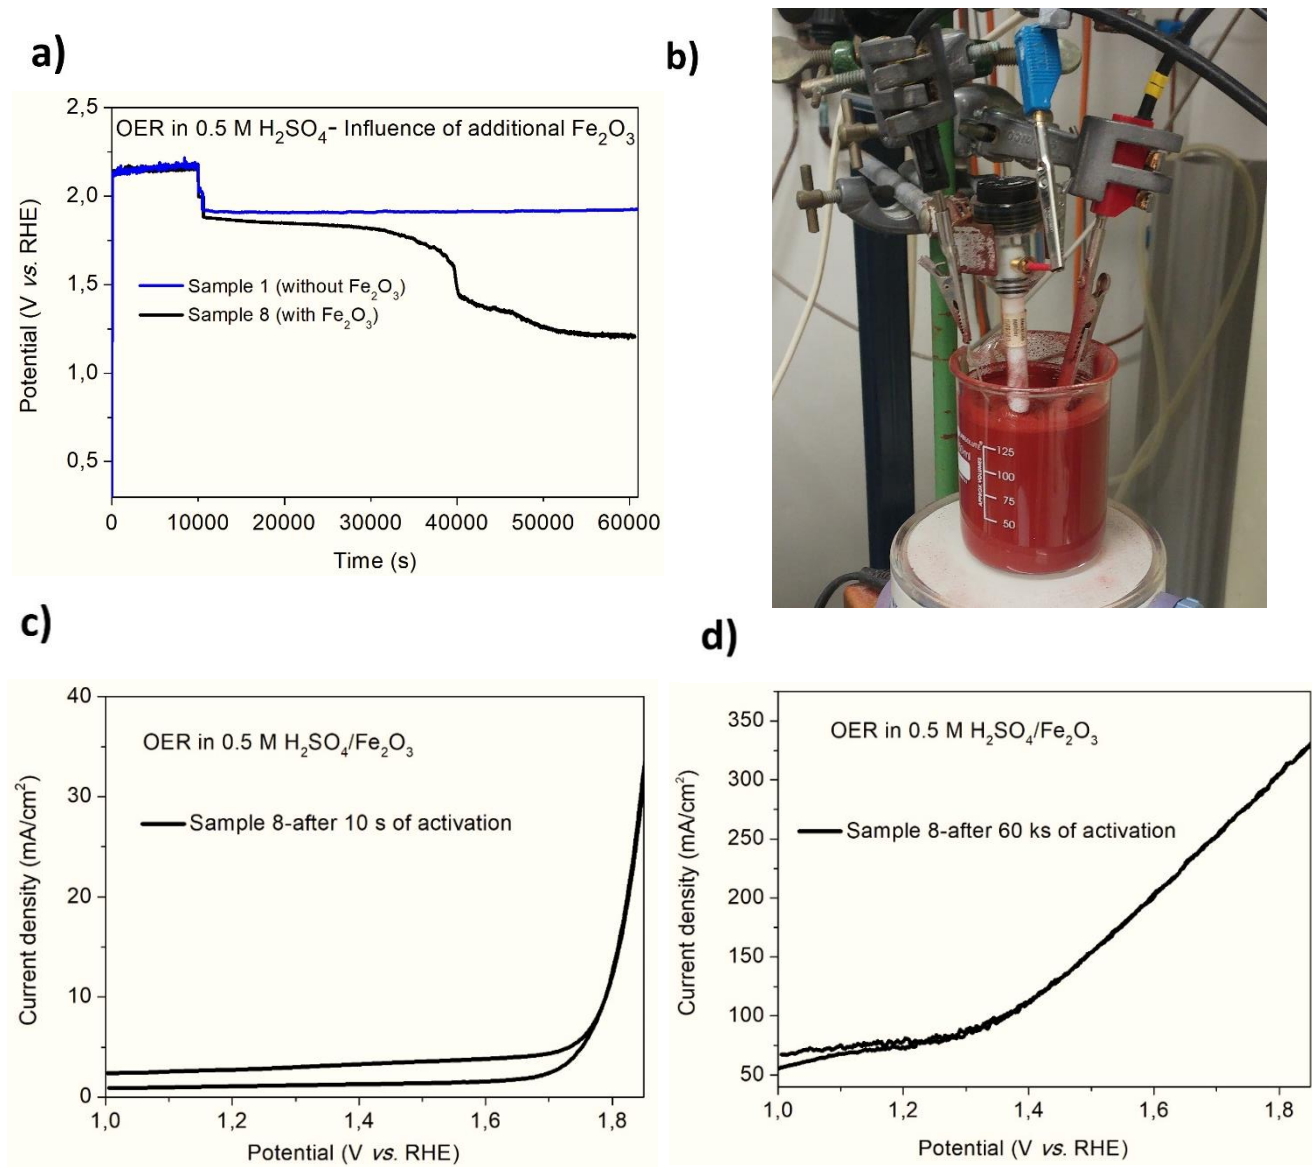 a)
2,5
2,0
1,5
1,0
0,5
Potential (V vs. RHE)
OER in 0.5 M H₂SO₄- Influence of additional Fe₂O₃
Sample 1 (without Fe₂O₃)
Sample 8 (with Fe₂O₃)
0 10000 20000 30000 40000 50000 60000
Time (s)
b)
125
100
75
50
APPROX VOLUMES
c)
40
30
20
10
0
Current density (mA/cm²)
OER in 0.5 M H₂SO₄/Fe₂O₃
Sample 8-after 10 s of activation
1,0 1,2 1,4 1,6 1,8
Potential (V vs. RHE)
d)
350
300
250
200
150
100
50
Current density (mA/cm²)
OER in 0.5 M H₂SO₄/Fe₂O₃
Sample 8-after 60 ks of activation
1,0 1,2 1,4 1,6 1,8
Potential (V vs. RHE)